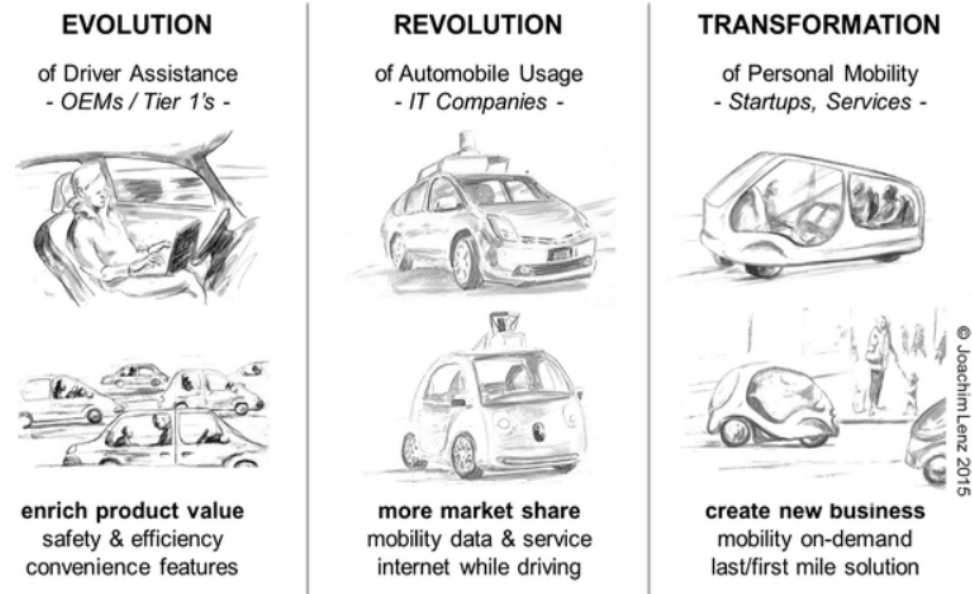 EVOLUTION
of Driver Assistance
- OEMs / Tier 1's -
enrich product value
safety & efficiency
convenience features
REVOLUTION
of Automobile Usage
- IT Companies -
more market share
mobility data & service
internet while driving
TRANSFORMATION
of Personal Mobility
- Startups, Services -
create new business
mobility on-demand
last/first mile solution
© Joachim Lenz 2015